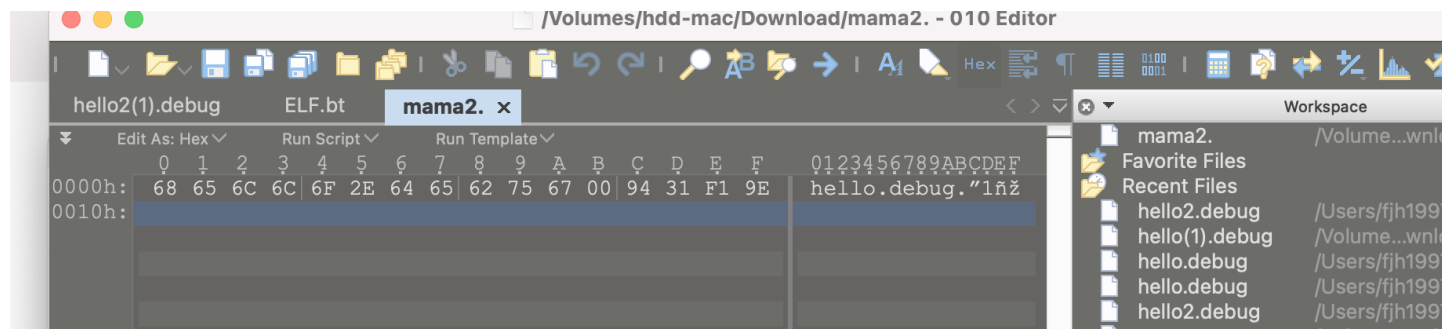 /Volumes/hdd-mac/Download/mama2. - 010 Editor
Hex
hello2(1).debug ELF.bt mama2. ×
Workspace
Edit As: Hex Run Script Run Template
0 1 2 3 4 5 6 7 8 9 A B C D E F 0123456789ABCDEF
0000h: 68 65 6C 6C 6F 2E 64 65 62 75 67 00 94 31 F1 9E hello.debug.”1ñž
0010h:
mama2. /Volume...wnl
Favorite Files
Recent Files
hello2.debug /Users/fjh199
hello(1).debug /Volume...wnl
hello.debug /Users/fjh199
hello.debug /Users/fjh199
hello2.debug /Users/fjh199